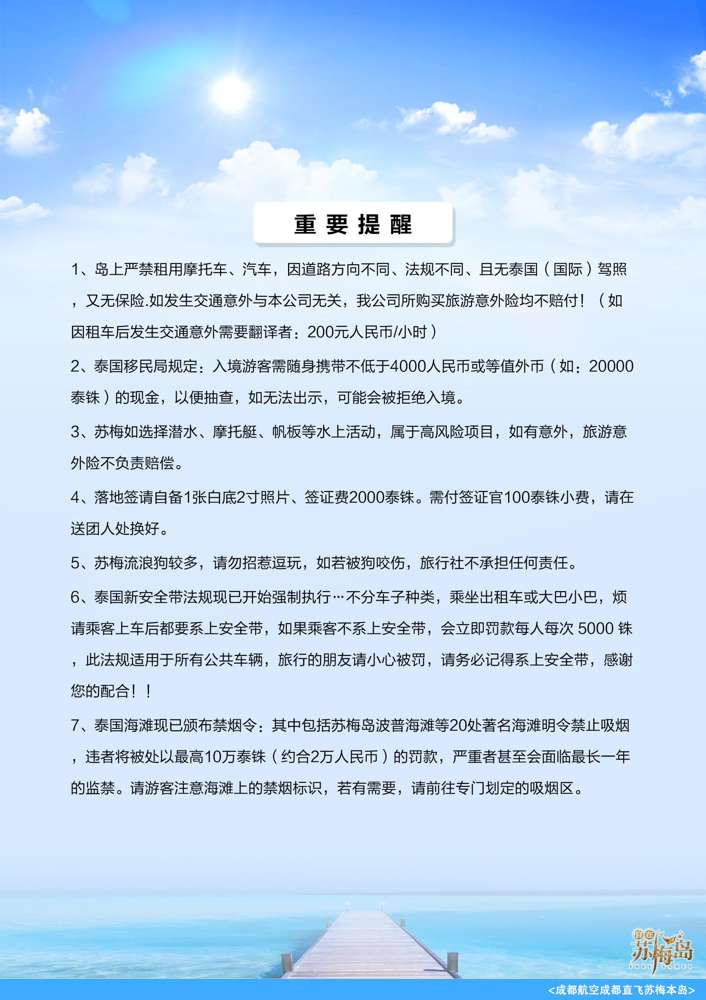 重要提醒
1、岛上严禁租用摩托车、汽车，因道路方向不同、法规不同、且无泰国（国际）驾照
，又无保险.如发生交通意外与本公司无关，我公司所购买旅游意外险均不赔付！（如
因租车后发生交通意外需要翻译者：200元人民币/小时）
2、泰国移民局规定：入境游客需随身携带不低于4000人民币或等值外币（如：20000
泰铢）的现金，以便抽查，如无法出示，可能会被拒绝入境。
3、苏梅如选择潜水、摩托艇、帆板等水上活动，属于高风险项目，如有意外，旅游意
外险不负责赔偿。
4、落地签请自备1张白底2寸照片、签证费2000泰铢。需付签证官100泰铢小费，请在
送团人处换好。
5、苏梅流浪狗较多，请勿招惹逗玩，如若被狗咬伤，旅行社不承担任何责任。
6、泰国新安全带法规现已开始强制执行…不分车子种类，乘坐出租车或大巴小巴，烦
请乘客上车后都要系上安全带，如果乘客不系上安全带，会立即罚款每人每次 5000 铢
，此法规适用于所有公共车辆，旅行的朋友请小心被罚，请务必记得系上安全带，感谢
您的配合！！
7、泰国海滩现已颁布禁烟令：其中包括苏梅岛波普海滩等20处著名海滩明令禁止吸烟
，违者将被处以最高10万泰铢（约合2万人民币）的罚款，严重者甚至会面临最长一年
的监禁。请游客注意海滩上的禁烟标识，若有需要，请前往专门划定的吸烟区。
自在
苏梅岛
FREE SAMUI
<成都航空成都直飞苏梅本岛>